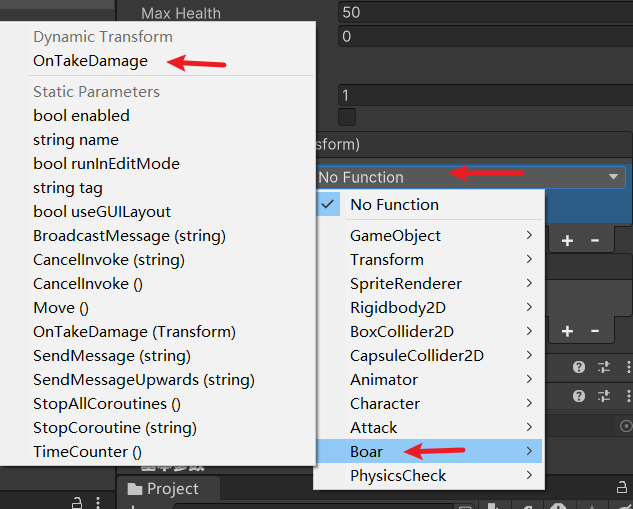 Max Health
50
0
1
sform)
Dynamic Transform
OnTakeDamage
Static Parameters
bool enabled
string name
bool runInEditMode
string tag
bool useGUILayout
BroadcastMessage (string)
CancelInvoke (string)
CancelInvoke ()
Move ()
OnTakeDamage (Transform)
SendMessage (string)
SendMessageUpwards (string)
StopAllCoroutines ()
StopCoroutine (string)
TimeCounter ()
No Function
No Function
GameObject
Transform
SpriteRenderer
Rigidbody2D
BoxCollider2D
CapsuleCollider2D
Animator
Character
Attack
Boar
PhysicsCheck
Project